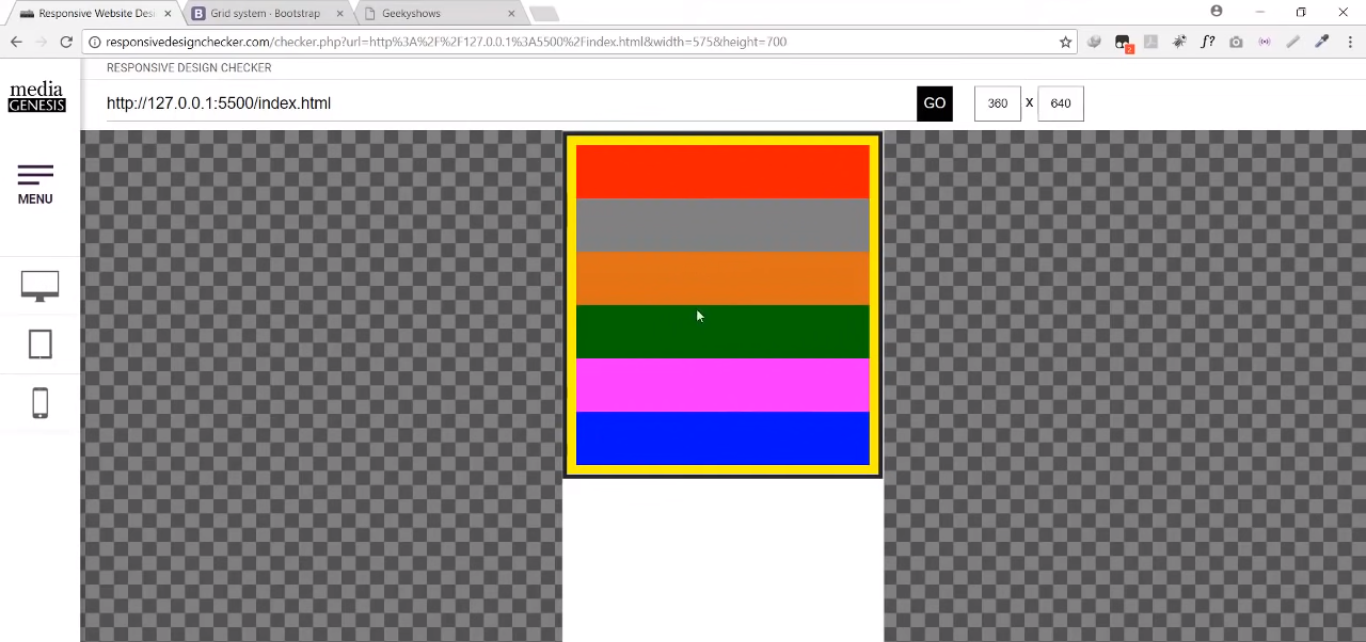 Responsive Website Desi
Grid system · Bootstrap
Geekyshows
responsivedesignchecker.com/checker.php?url=http%3A%2F%2F127.0.0.1%3A5500%2Findex.html&width=575&height=700
2
f?
RESPONSIVE DESIGN CHECKER
media
GENESIS
http://127.0.0.1:5500/index.html
GO
360 X 640
MENU